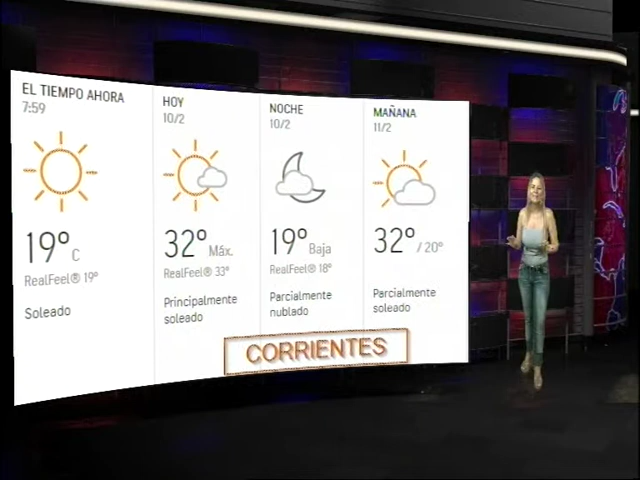 EL TIEMPO AHORA
7:59
19° C
RealFeel® 19°
Soleado
HOY
10/2
32° Máx.
RealFeel® 33°
Principalmente
soleado
NOCHE
10/2
19° Baja
RealFeel® 18°
Parcialmente
nublado
MAÑANA
11/2
32° / 20°
Parcialmente
soleado
CORRIENTES